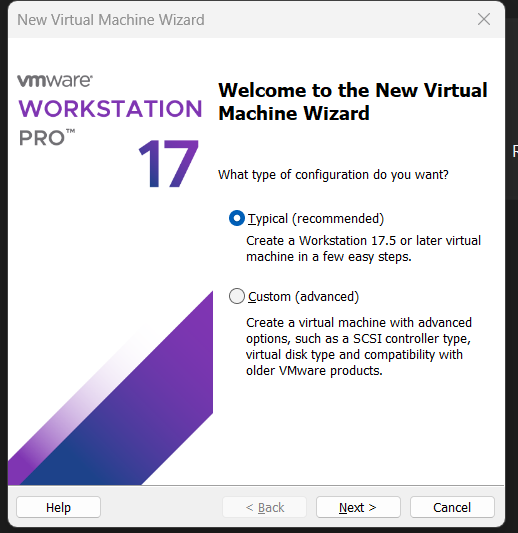 New Virtual Machine Wizard
vmware®
WORKSTATION
PRO™
17
Welcome to the New Virtual
Machine Wizard
What type of configuration do you want?
Typical (recommended)
Create a Workstation 17.5 or later virtual
machine in a few easy steps.
Custom (advanced)
Create a virtual machine with advanced
options, such as a SCSI controller type,
virtual disk type and compatibility with
older VMware products.
Help
< Back
Next >
Cancel